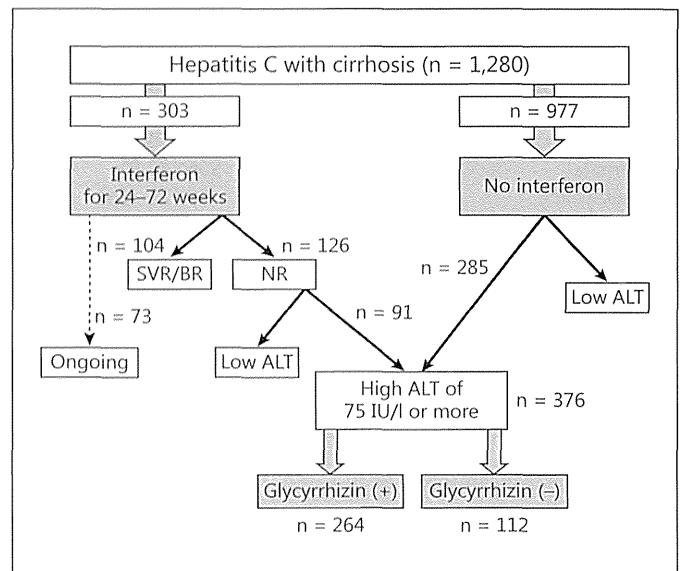 Hepatitis C with cirrhosis (n = 1,280)
n = 303
n = 977
Interferon
for 24–72 weeks
No interferon
n = 104
n = 126
SVR/BR
NR
n = 285
Low ALT
n = 73
n = 91
Ongoing
Low ALT
High ALT of
75 IU/l or more
n = 376
Glycyrrhizin (+)
Glycyrrhizin (–)
n = 264
n = 112